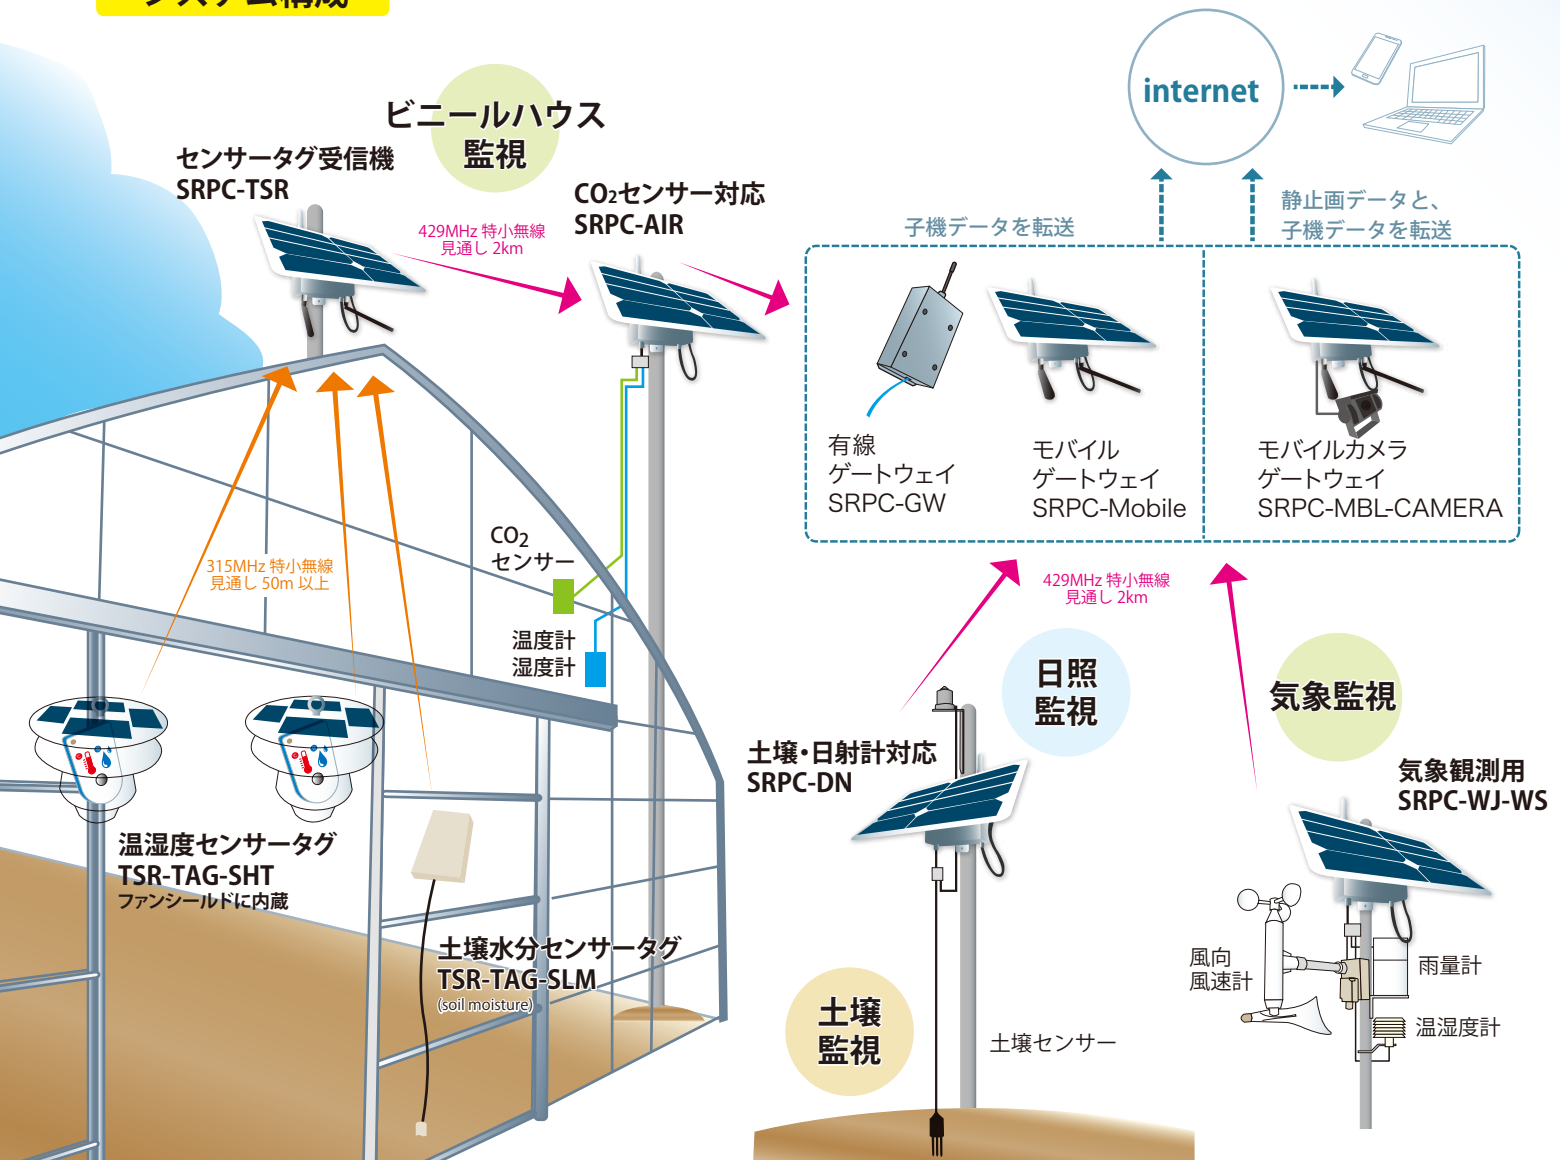 システム構成
ビニールハウス
監視
センサータグ受信機
SRPC-TSR
429MHz 特小無線
見通し 2km
CO2センサー対応
SRPC-AIR
internet
子機データを転送
静止画データと、
子機データを転送
有線
ゲートウェイ
SRPC-GW
モバイル
ゲートウェイ
SRPC-Mobile
モバイルカメラ
ゲートウェイ
SRPC-MBL-CAMERA
315MHz 特小無線
見通し 50m 以上
CO2
センサー
温度計
湿度計
429MHz 特小無線
見通し 2km
日照
監視
気象監視
土壌・日射計対応
SRPC-DN
気象観測用
SRPC-WJ-WS
温湿度センサータグ
TSR-TAG-SHT
ファンシールドに内蔵
土壌水分センサータグ
TSR-TAG-SLM
(soil moisture)
土壌
監視
土壌センサー
風向
風速計
雨量計
温湿度計